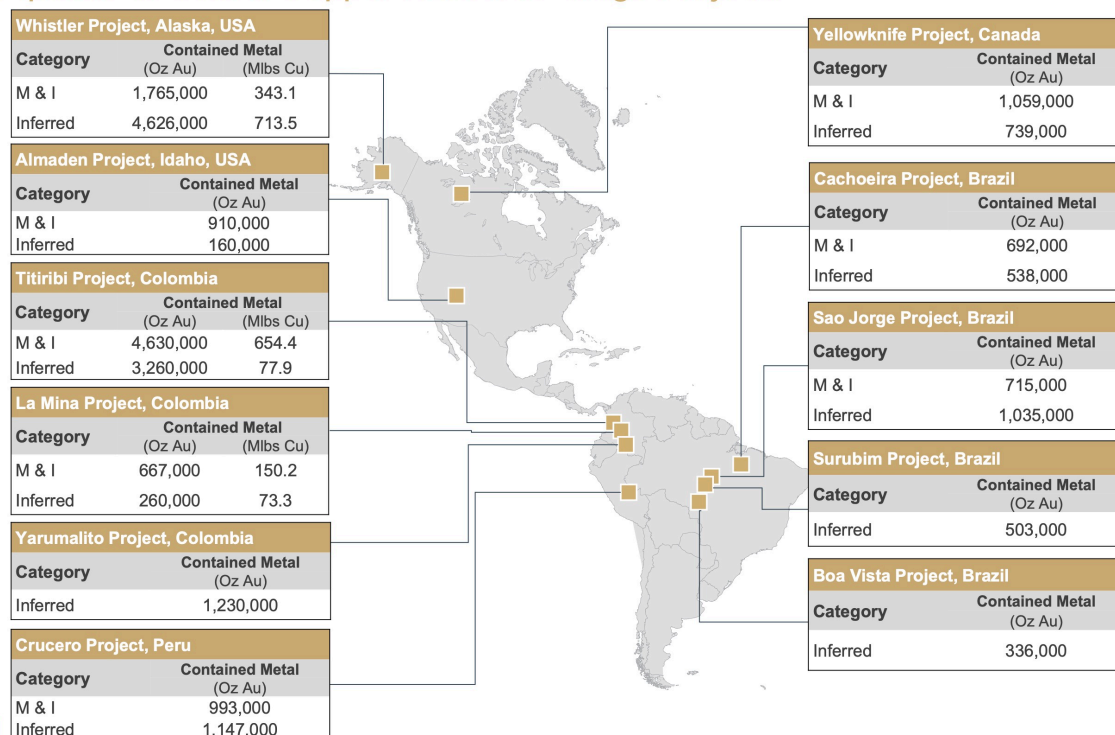 Whistler Project, Alaska, USA
Category Contained Metal
(Oz Au) (Mlbs Cu)
M & I 1,765,000 343.1
Inferred 4,626,000 713.5
Almaden Project, Idaho, USA
Category Contained Metal
(Oz Au)
M & I 910,000
Inferred 160,000
Titiribi Project, Colombia
Category Contained Metal
(Oz Au) (Mlbs Cu)
M & I 4,630,000 654.4
Inferred 3,260,000 77.9
La Mina Project, Colombia
Category Contained Metal
(Oz Au) (Mlbs Cu)
M & I 667,000 150.2
Inferred 260,000 73.3
Yarumalito Project, Colombia
Category Contained Metal
(Oz Au)
Inferred 1,230,000
Crucero Project, Peru
Category Contained Metal
(Oz Au)
M & I 993,000
Inferred 1,147,000
Yellowknife Project, Canada
Category Contained Metal
(Oz Au)
M & I 1,059,000
Inferred 739,000
Cachoeira Project, Brazil
Category Contained Metal
(Oz Au)
M & I 692,000
Inferred 538,000
Sao Jorge Project, Brazil
Category Contained Metal
(Oz Au)
M & I 715,000
Inferred 1,035,000
Surubim Project, Brazil
Category Contained Metal
(Oz Au)
Inferred 503,000
Boa Vista Project, Brazil
Category Contained Metal
(Oz Au)
Inferred 336,000